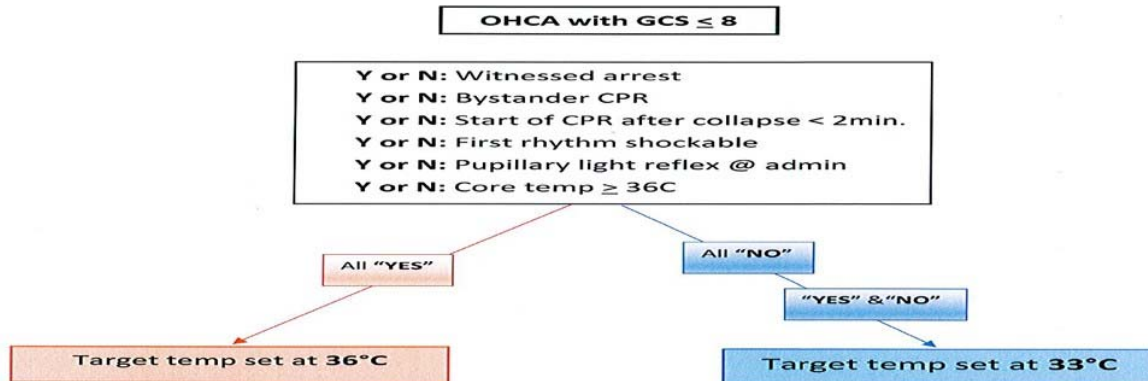 OHCA with GCS ≤ 8
Y or N: Witnessed arrest
Y or N: Bystander CPR
Y or N: Start of CPR after collapse < 2min.
Y or N: First rhythm shockable
Y or N: Pupillary light reflex @ admin
Y or N: Core temp ≥ 36C
All “YES”
All “NO”
“YES” &“NO”
Target temp set at 36°C
Target temp set at 33°C